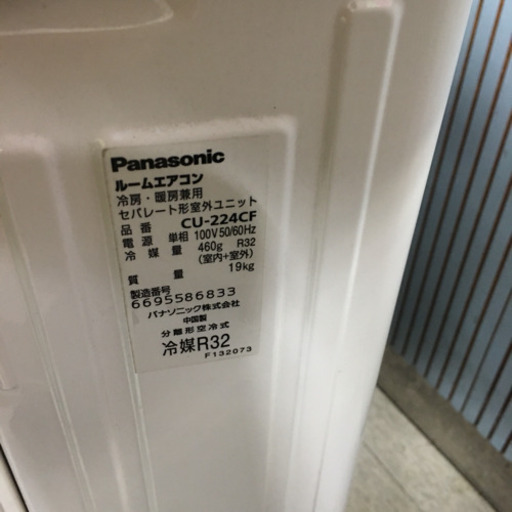 Panasonic
ルームエアコン
冷房・暖房兼用
セパレート形室外ユニット
品番 CU-224CF
電源 単相 100V 50/60Hz
冷媒量 460g R32
(室内+室外)
質量 19kg
製造番号
6695586833
パナソニック株式会社
中国製
分離形空冷式
冷媒R32
F132073